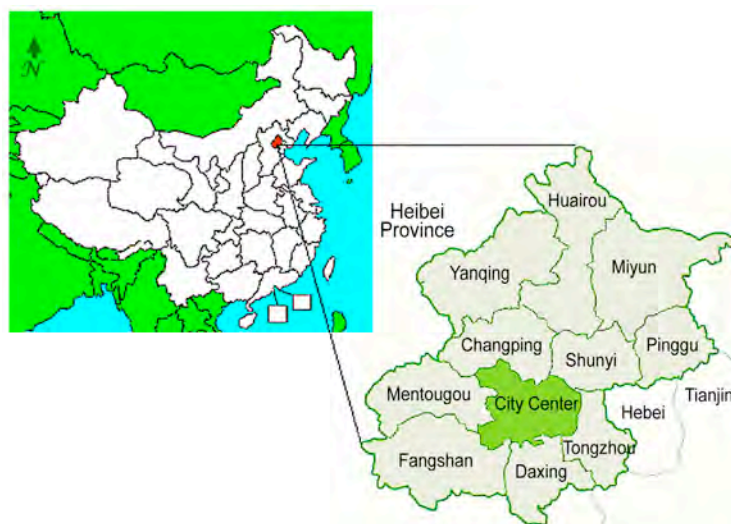 N
Huairou
Heibei
Province
Yanqing
Miyun
Changping
Shunyi
Pinggu
Mentougou
City Center
Hebei
Tianjin
Fangshan
Daxing
Tongzhou